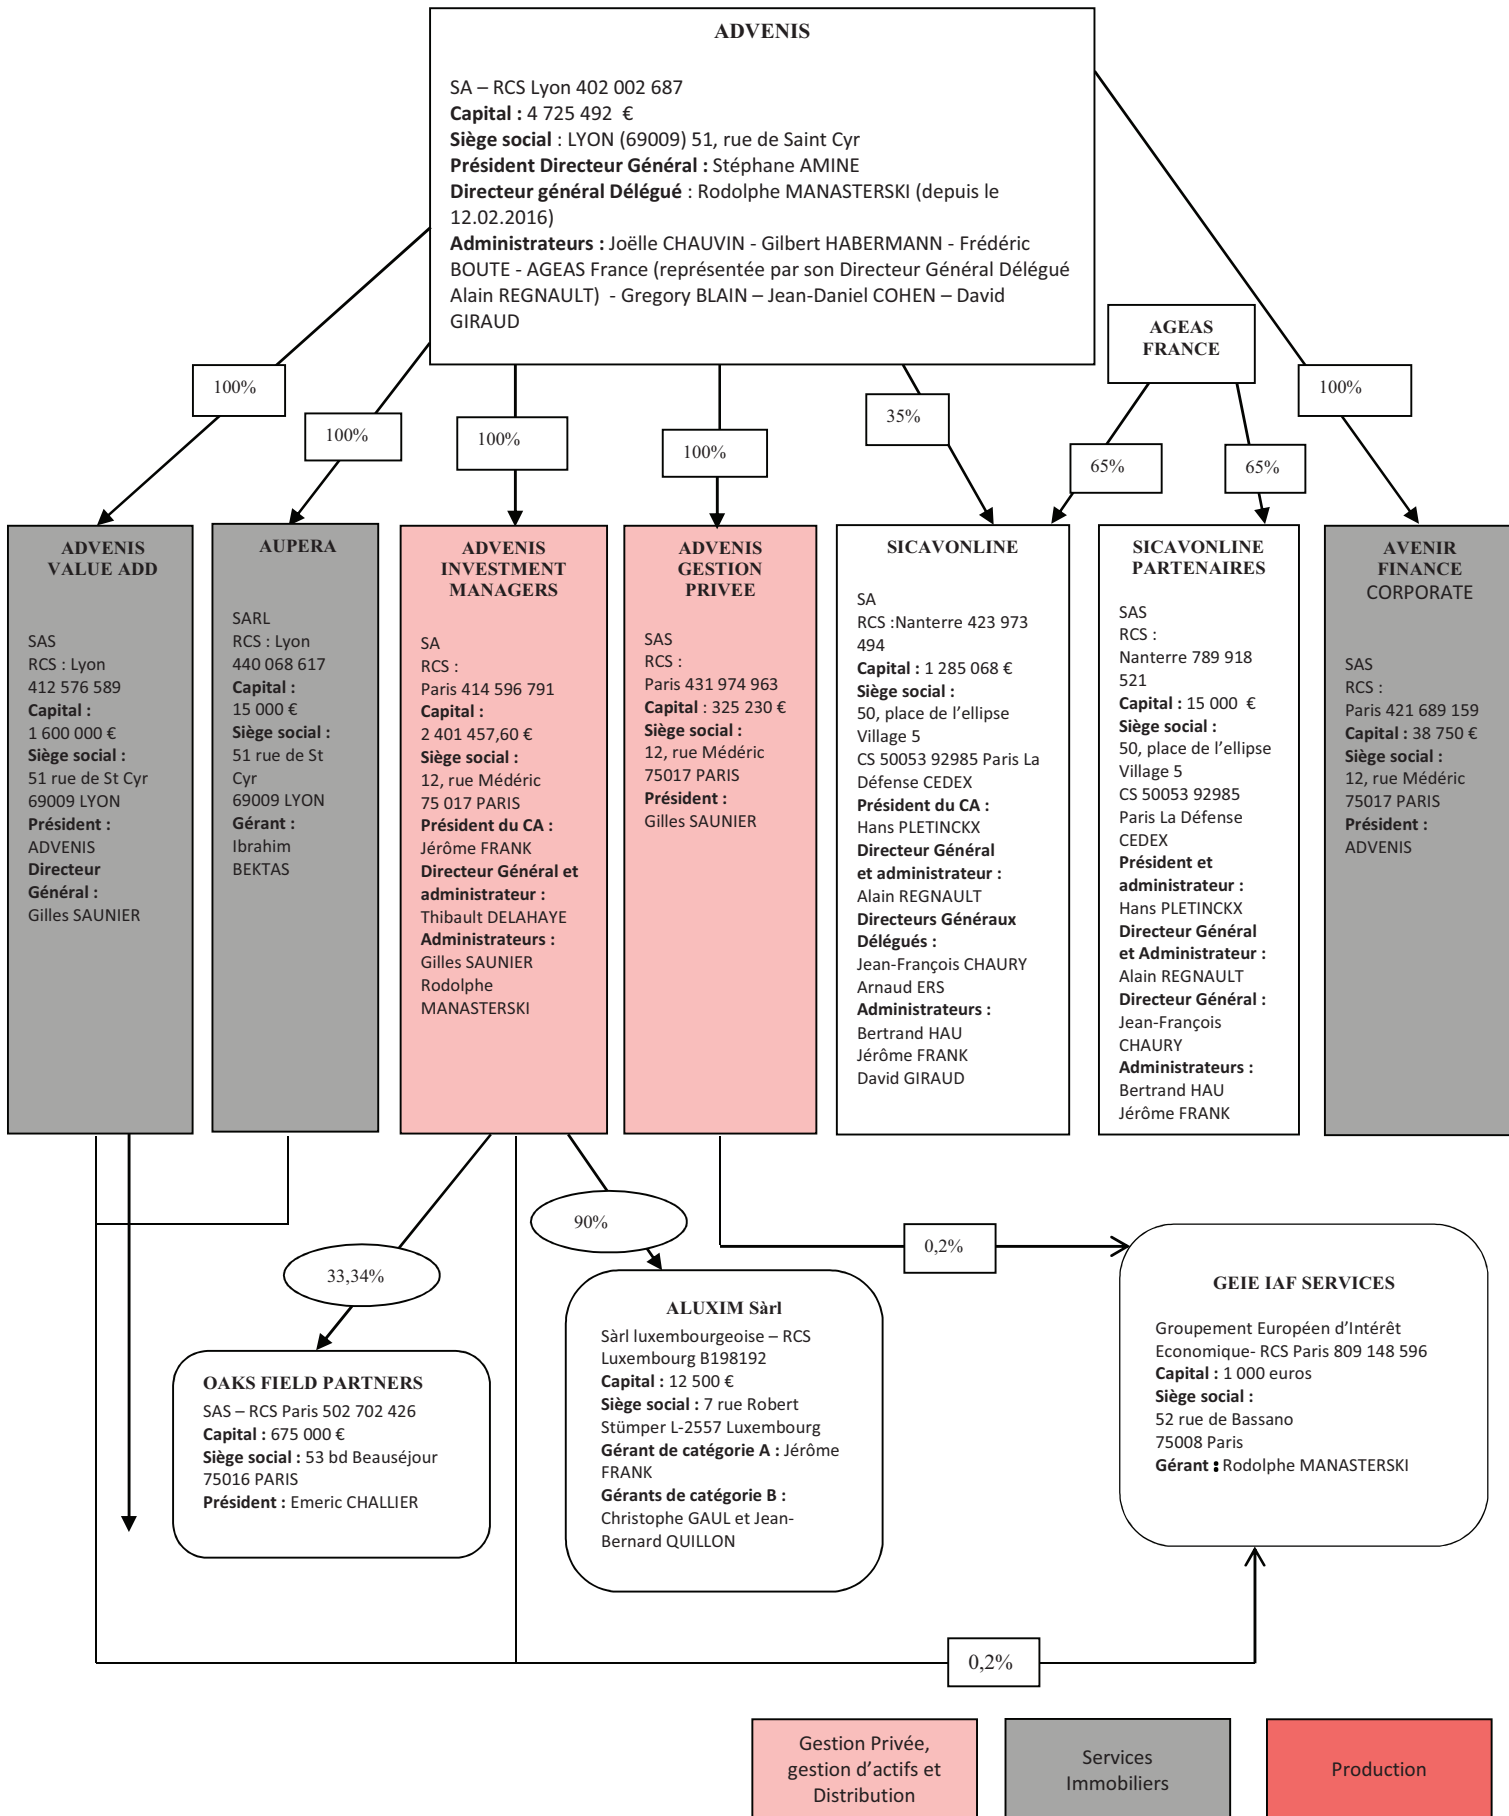 ADVENIS
SA – RCS Lyon 402 002 687
Capital : 4 725 492 €
Siège social : LYON (69009) 51, rue de Saint Cyr
Président Directeur Général : Stéphane AMINE
Directeur général Délégué : Rodolphe MANASTERSKI (depuis le
12.02.2016)
Administrateurs : Joëlle CHAUVIN - Gilbert HABERMANN - Frédéric
BOUTE - AGEAS France (représentée par son Directeur Général Délégué
Alain REGNAULT) - Gregory BLAIN – Jean-Daniel COHEN – David
GIRAUD
AGEAS
FRANCE
100%
100%
100%
100%
35%
65%
65%
100%
ADVENIS
VALUE ADD
SAS
RCS : Lyon
412 576 589
Capital :
1 600 000 €
Siège social :
51 rue de St Cyr
69009 LYON
Président :
ADVENIS
Directeur
Général :
Gilles SAUNIER
AUPERA
SARL
RCS : Lyon
440 068 617
Capital :
15 000 €
Siège social :
51 rue de St
Cyr
69009 LYON
Gérant :
Ibrahim
BEKTAS
ADVENIS
INVESTMENT
MANAGERS
SA
RCS :
Paris 414 596 791
Capital :
2 401 457,60 €
Siège social :
12, rue Médéric
75 017 PARIS
Président du CA :
Jérôme FRANK
Directeur Général et
administrateur :
Thibault DELAHAYE
Administrateurs :
Gilles SAUNIER
Rodolphe
MANASTERSKI
ADVENIS
GESTION
PRIVEE
SAS
RCS :
Paris 431 974 963
Capital : 325 230 €
Siège social :
12, rue Médéric
75017 PARIS
Président :
Gilles SAUNIER
SICAVONLINE
SA
RCS :Nanterre 423 973
494
Capital : 1 285 068 €
Siège social :
50, place de l’ellipse
Village 5
CS 50053 92985 Paris La
Défense CEDEX
Président du CA :
Hans PLETINCKX
Directeur Général
et administrateur :
Alain REGNAULT
Directeurs Généraux
Délégués :
Jean-François CHAURY
Arnaud ERS
Administrateurs :
Bertrand HAU
Jérôme FRANK
David GIRAUD
SICAVONLINE
PARTENAIRES
SAS
RCS :
Nanterre 789 918
521
Capital : 15 000 €
Siège social :
50, place de l’ellipse
Village 5
CS 50053 92985
Paris La Défense
CEDEX
Président et
administrateur :
Hans PLETINCKX
Directeur Général
et Administrateur :
Alain REGNAULT
Directeur Général :
Jean-François
CHAURY
Administrateurs :
Bertrand HAU
Jérôme FRANK
AVENIR
FINANCE
CORPORATE
SAS
RCS :
Paris 421 689 159
Capital : 38 750 €
Siège social :
12, rue Médéric
75017 PARIS
Président :
ADVENIS
33,34%
90%
0,2%
OAKS FIELD PARTNERS
SAS – RCS Paris 502 702 426
Capital : 675 000 €
Siège social : 53 bd Beauséjour
75016 PARIS
Président : Emeric CHALLIER
ALUXIM Sàrl
Sàrl luxembourgeoise – RCS
Luxembourg B198192
Capital : 12 500 €
Siège social : 7 rue Robert
Stümper L-2557 Luxembourg
Gérant de catégorie A : Jérôme
FRANK
Gérants de catégorie B :
Christophe GAUL et Jean-
Bernard QUILLON
GEIE IAF SERVICES
Groupement Européen d’Intérêt
Economique- RCS Paris 809 148 596
Capital : 1 000 euros
Siège social :
52 rue de Bassano
75008 Paris
Gérant : Rodolphe MANASTERSKI
0,2%
Gestion Privée,
gestion d’actifs et
Distribution
Services
Immobiliers
Production